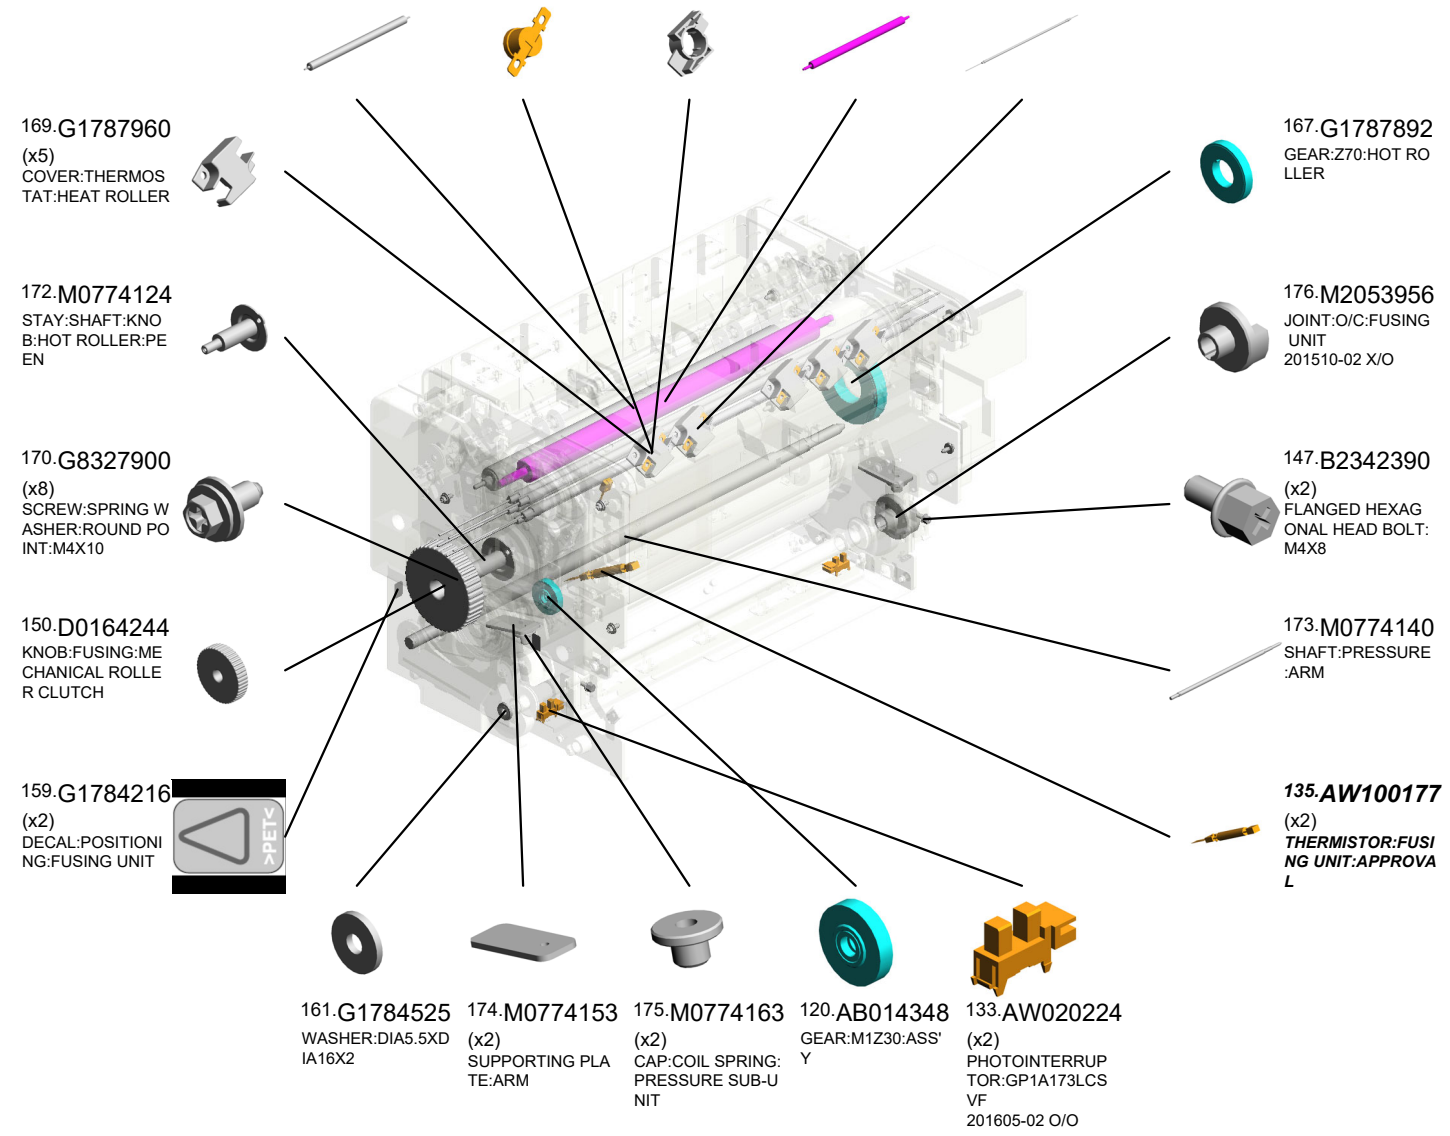 169.G1787960
(x5)
COVER:THERMOS
TAT:HEAT ROLLER
172.M0774124
STAY:SHAFT:KNO
B:HOT ROLLER:PE
EN
170.G8327900
(x8)
SCREW:SPRING W
ASHER:ROUND PO
INT:M4X10
150.D0164244
KNOB:FUSING:ME
CHANICAL ROLLE
R CLUTCH
159.G1784216
(x2)
DECAL:POSITIONI
NG:FUSING UNIT
>PET<
167.G1787892
GEAR:Z70:HOT RO
LLER
176.M2053956
JOINT:O/C:FUSING
UNIT
201510-02 X/O
147.B2342390
(x2)
FLANGED HEXAG
ONAL HEAD BOLT:
M4X8
173.M0774140
SHAFT:PRESSURE
:ARM
135.AW100177
(x2)
THERMISTOR:FUSI
NG UNIT:APPROVA
L
161.G1784525
WASHER:DIA5.5XD
IA16X2
174.M0774153
(x2)
SUPPORTING PLA
TE:ARM
175.M0774163
(x2)
CAP:COIL SPRING:
PRESSURE SUB-U
NIT
120.AB014348
GEAR:M1Z30:ASS'
Y
133.AW020224
(x2)
PHOTOINTERRUP
TOR:GP1A173LCS
VF
201605-02 O/O